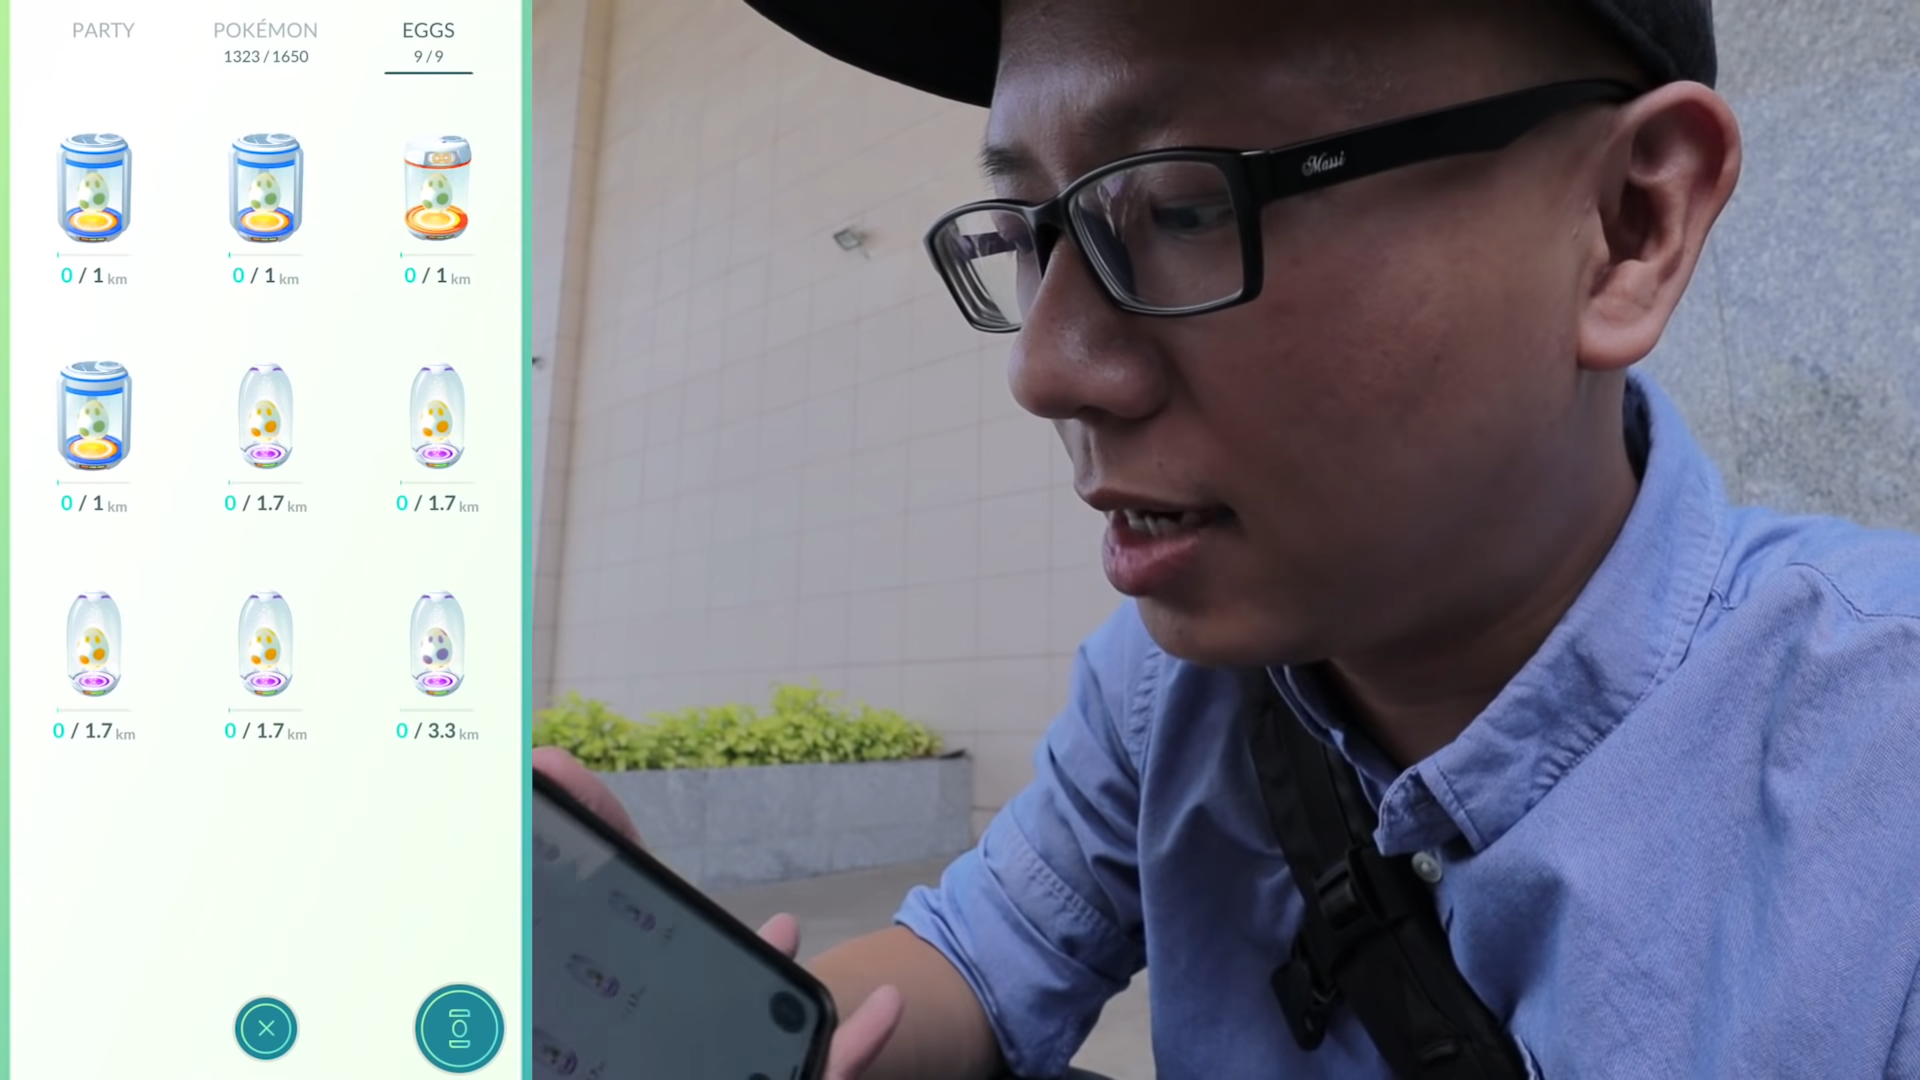 PARTY
POKÉMON
1323 / 1650
EGGS
9 / 9
0 / 1 km
0 / 1 km
0 / 1 km
0 / 1 km
0 / 1.7 km
0 / 1.7 km
0 / 1.7 km
0 / 1.7 km
0 / 3.3 km
Massi